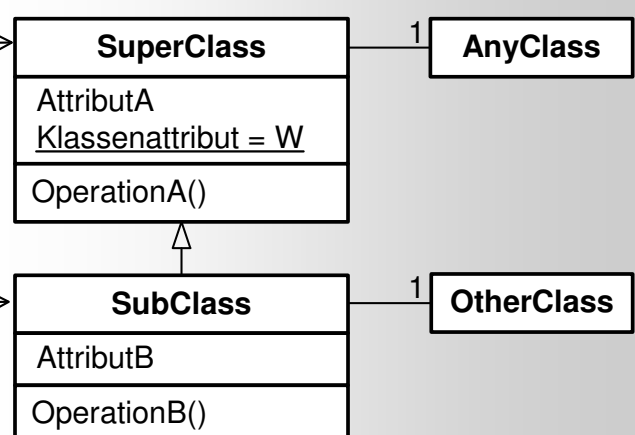 SuperClass
1
AnyClass
AttributA
Klassenattribut = W
OperationA()
SubClass
1
OtherClass
AttributB
OperationB()